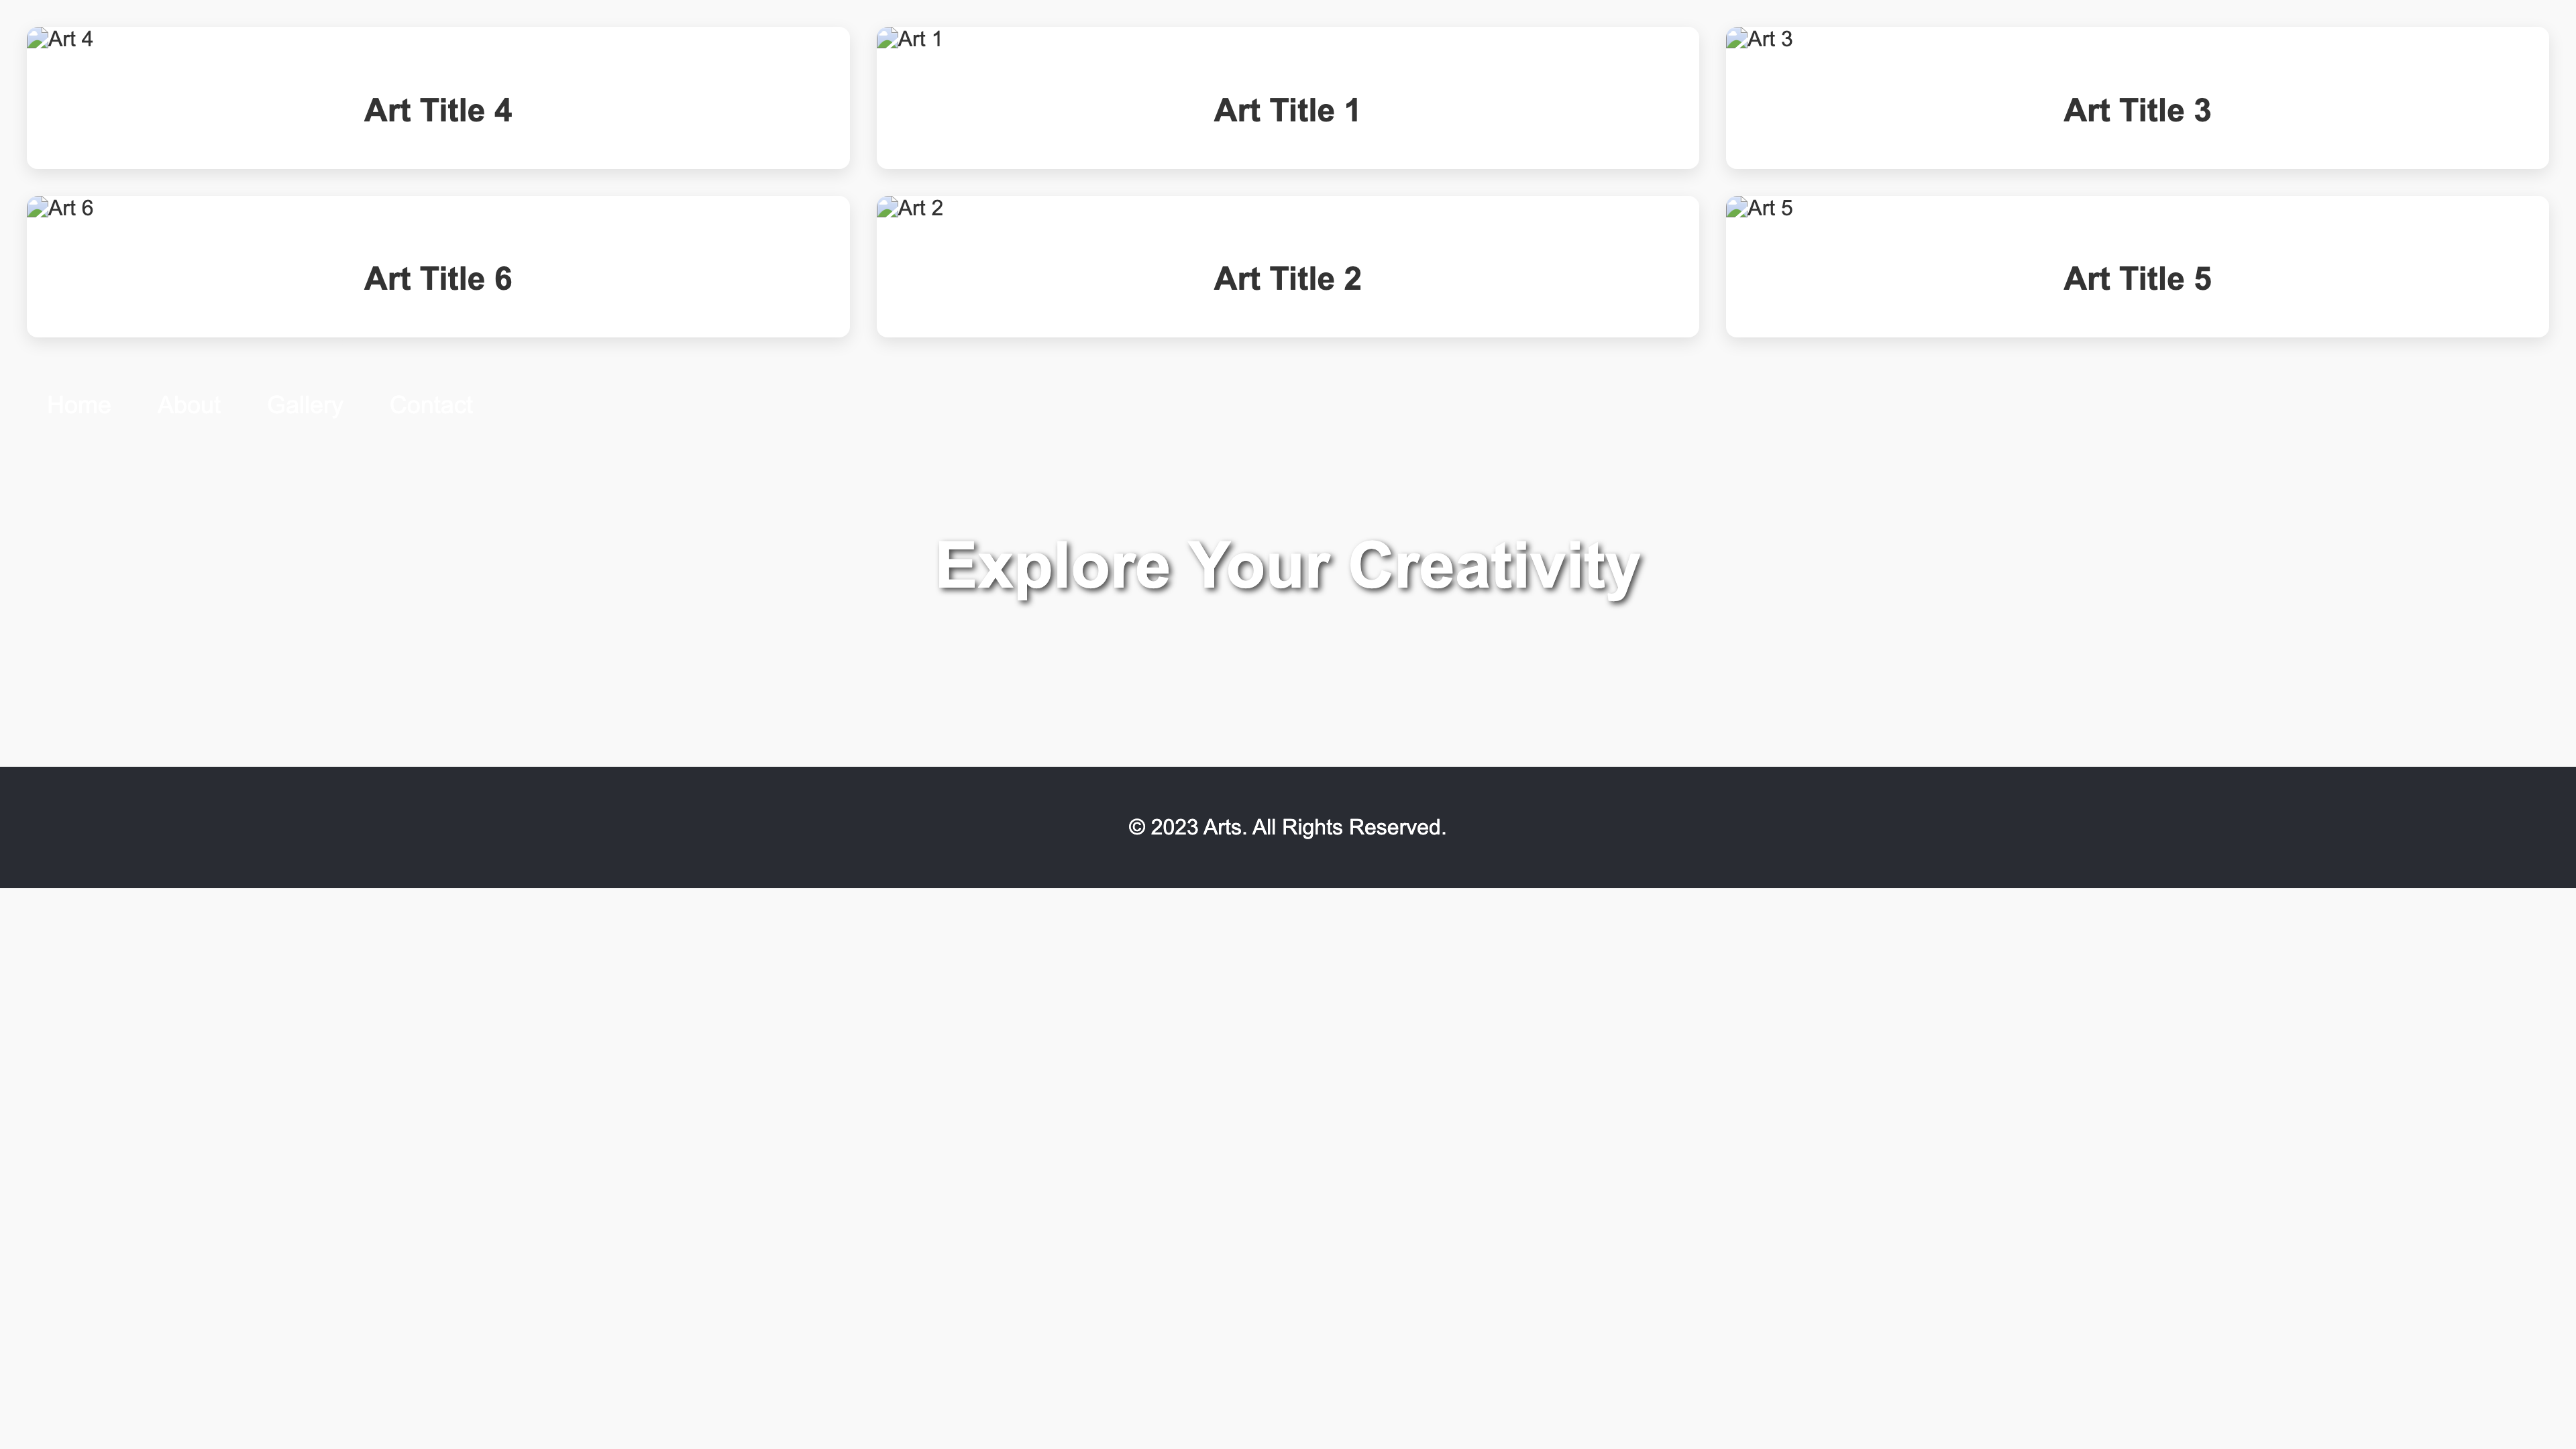 Art 4
Art Title 4
Art 1
Art Title 1
Art 3
Art Title 3
Art 6
Art Title 6
Art 2
Art Title 2
Art 5
Art Title 5
Home About Gallery Contact
Explore Your Creativity
© 2023 Arts. All Rights Reserved.